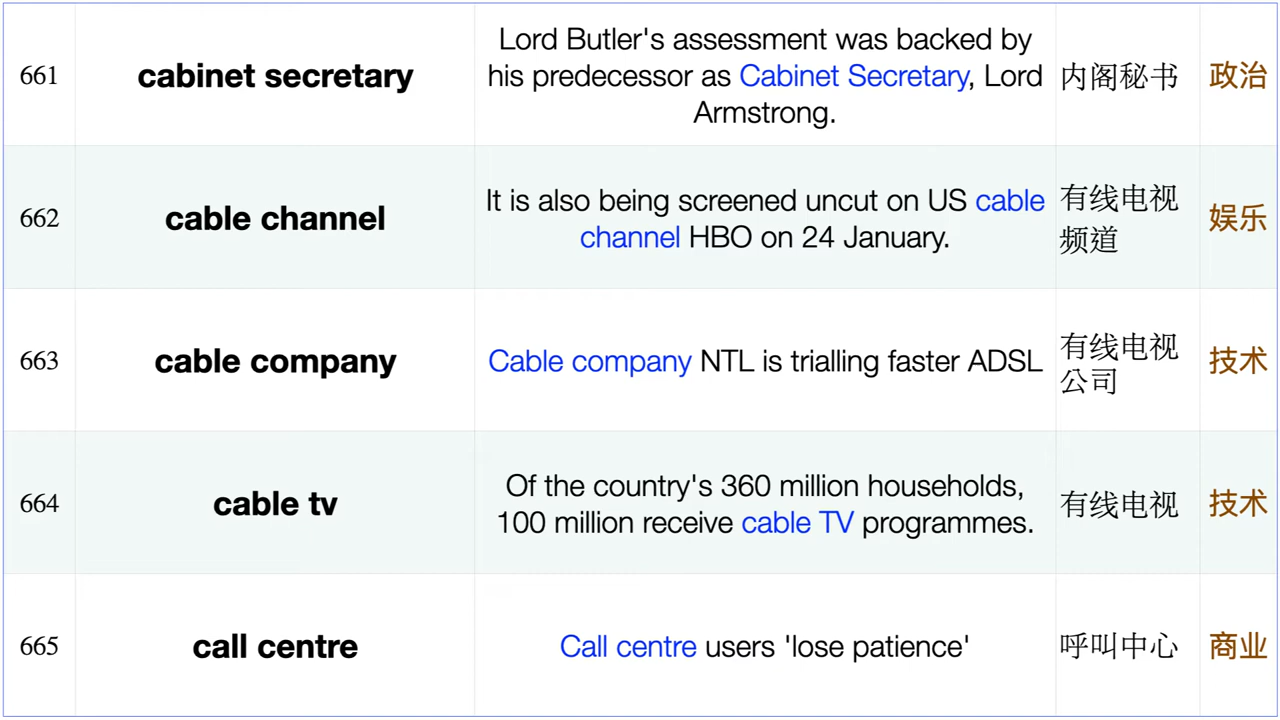 661
cabinet secretary
Lord Butler's assessment was backed by
his predecessor as Cabinet Secretary, Lord
Armstrong.
内阁秘书
政治
662
cable channel
It is also being screened uncut on US cable
channel HBO on 24 January.
有线电视
频道
娱乐
663
cable company
Cable company NTL is trialling faster ADSL
有线电视
公司
技术
664
cable tv
Of the country's 360 million households,
100 million receive cable TV programmes.
有线电视
技术
665
call centre
Call centre users 'lose patience'
呼叫中心
商业